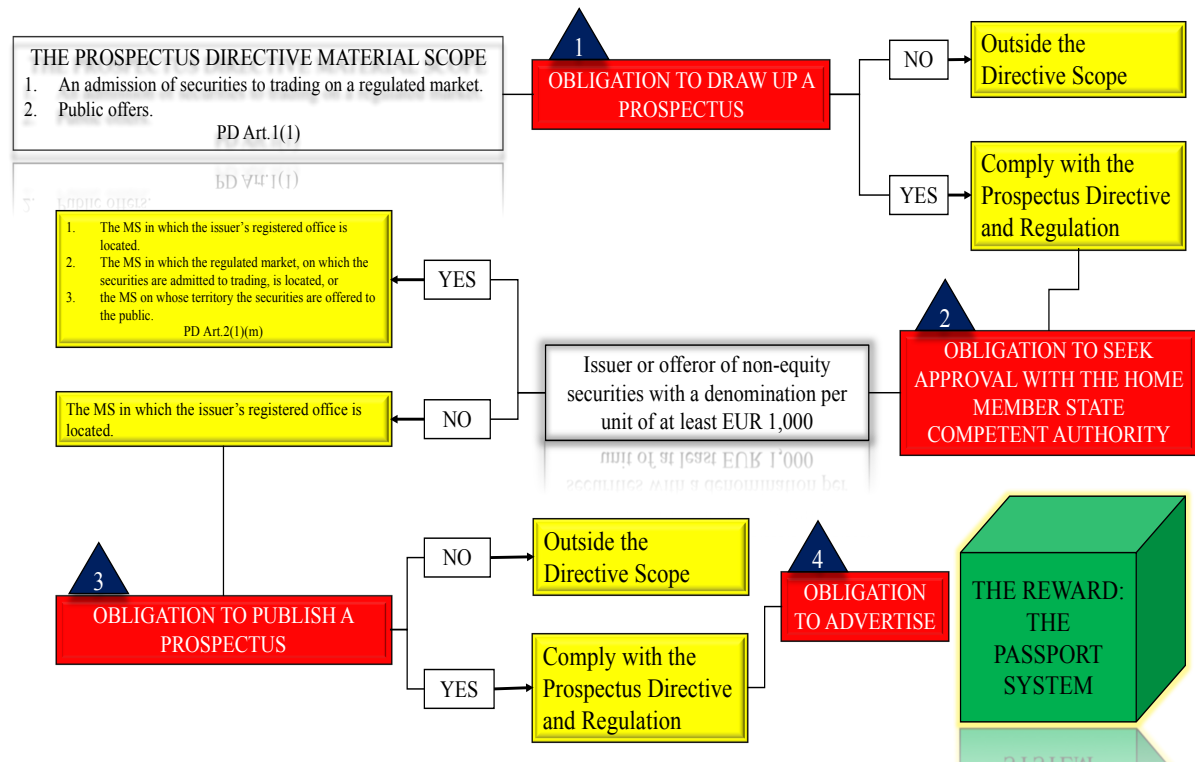 THE PROSPECTUS DIRECTIVE MATERIAL SCOPE
1. An admission of securities to trading on a regulated market.
2. Public offers.
PD Art.1(1)
1
OBLIGATION TO DRAW UP A
PROSPECTUS
NO
Outside the
Directive Scope
YES
Comply with the
Prospectus Directive
and Regulation
2
OBLIGATION TO SEEK
APPROVAL WITH THE HOME
MEMBER STATE
COMPETENT AUTHORITY
Issuer or offeror of non-equity
securities with a denomination per
unit of at least EUR 1,000
YES
1. The MS in which the issuer's registered office is
located.
2. The MS in which the regulated market, on which the
securities are admitted to trading, is located, or
3. the MS on whose territory the securities are offered to
the public.
PD Art.2(1)(m)
NO
The MS in which the issuer's registered office is
located.
3
OBLIGATION TO PUBLISH A
PROSPECTUS
NO
Outside the
Directive Scope
YES
Comply with the
Prospectus Directive
and Regulation
4
OBLIGATION
TO ADVERTISE
THE REWARD:
THE
PASSPORT
SYSTEM